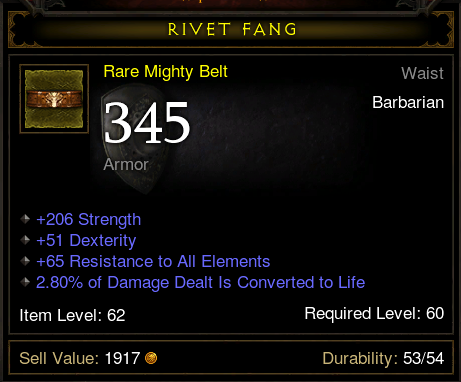 RIVET FANG
Rare Mighty Belt
Waist
345
Barbarian
Armor
+206 Strength
+51 Dexterity
+65 Resistance to All Elements
2.80% of Damage Dealt Is Converted to Life
Item Level: 62
Required Level: 60
Sell Value: 1917
Durability: 53/54